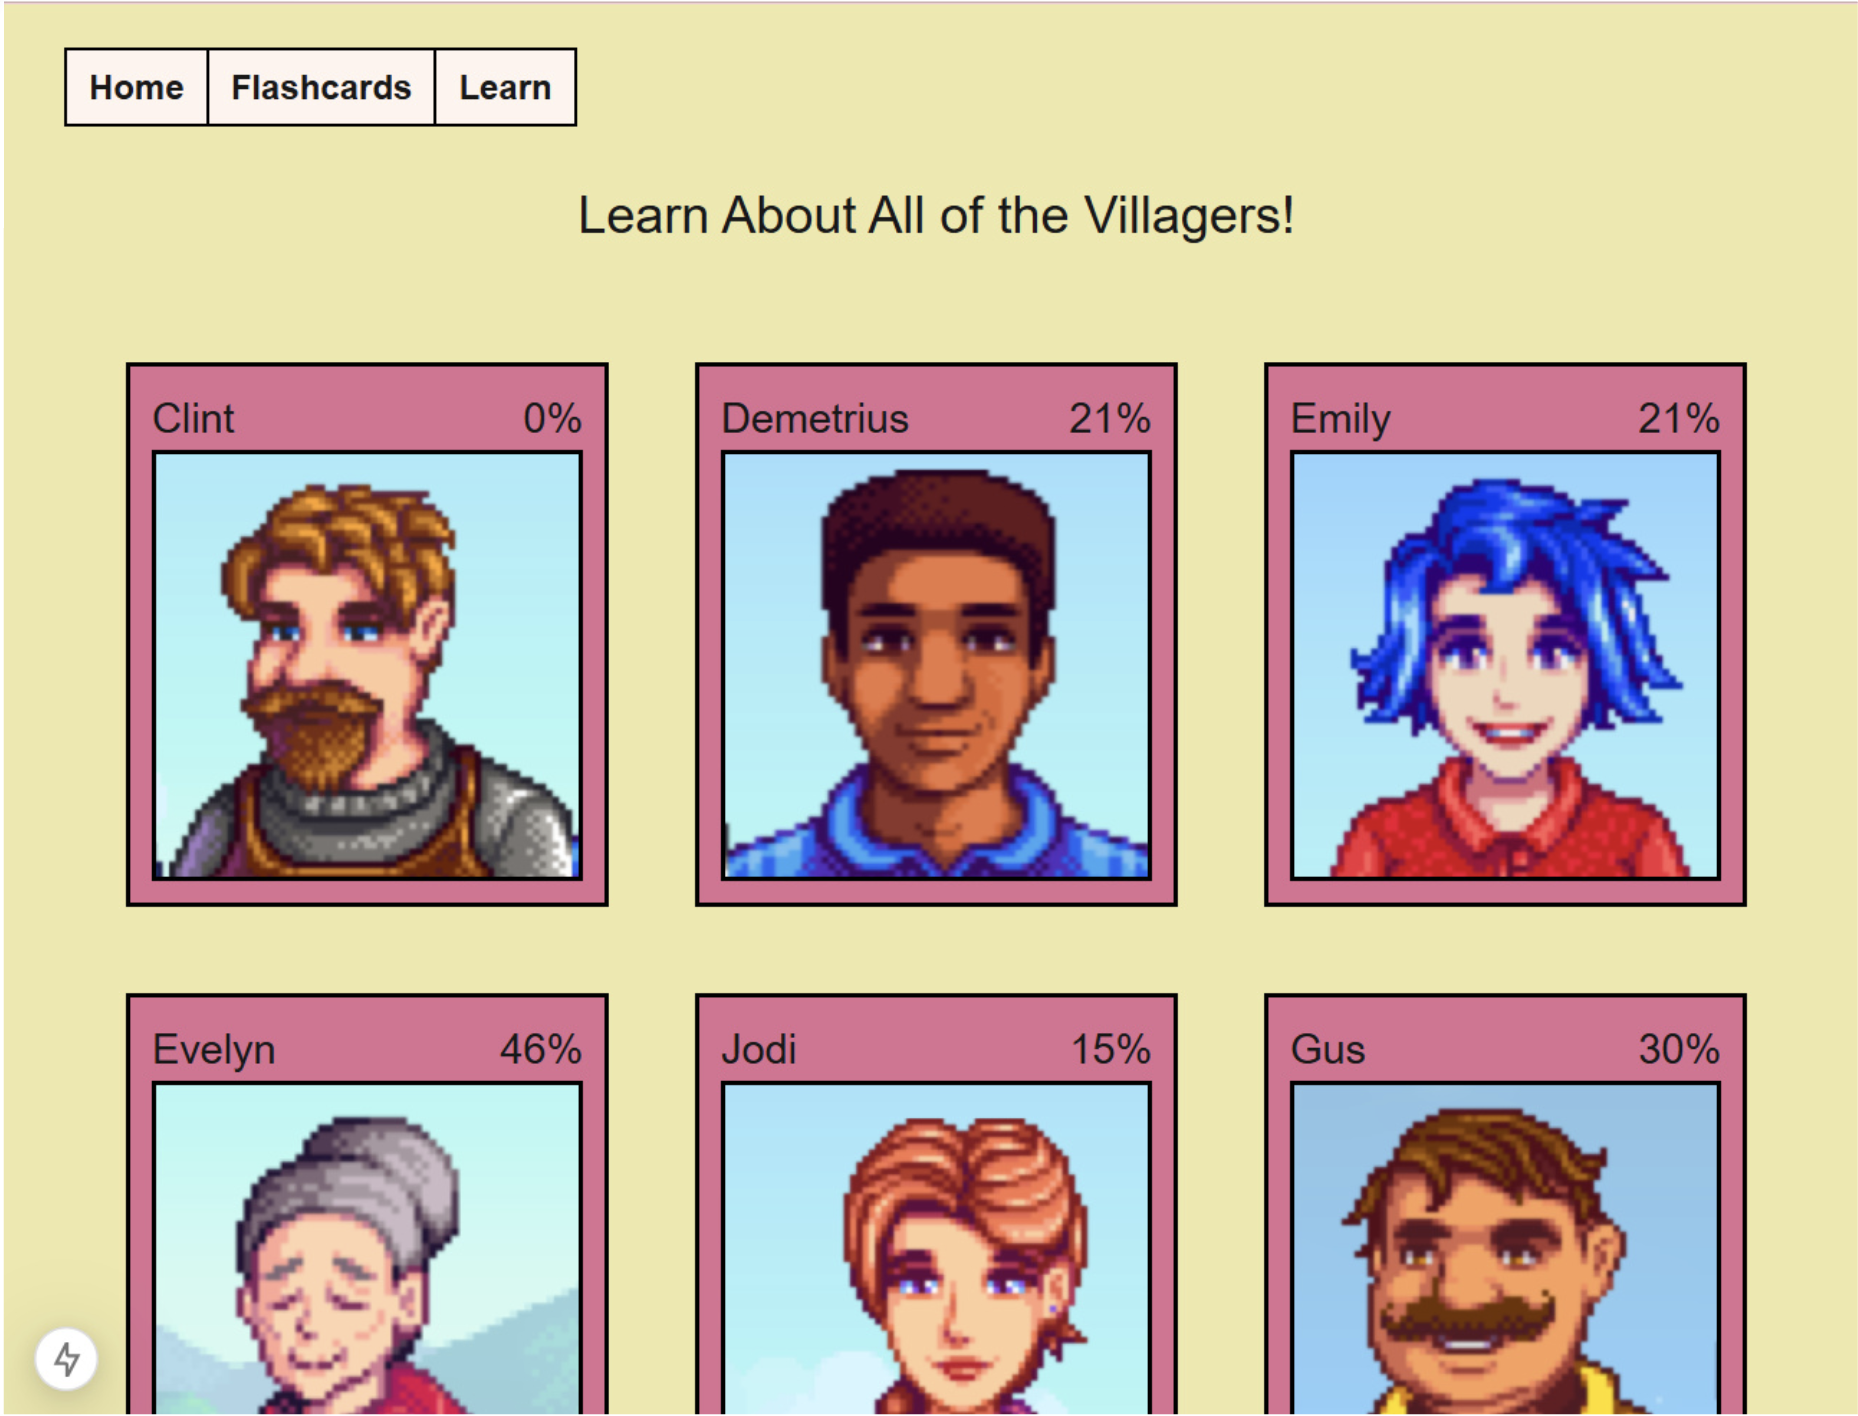 Home Flashcards Learn
Learn About All of the Villagers!
Clint 0%
Demetrius 21%
Emily 21%
Evelyn 46%
Jodi 15%
Gus 30%